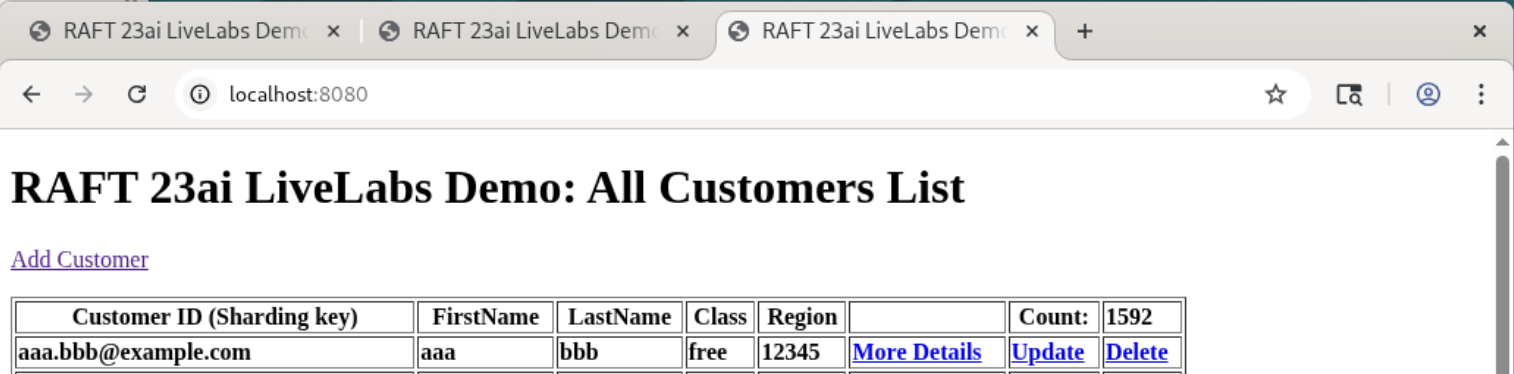 RAFT 23ai LiveLabs Demo RAFT 23ai LiveLabs Demo RAFT 23ai LiveLabs Demo
localhost:8080
RAFT 23ai LiveLabs Demo: All Customers List
Add Customer
Customer ID (Sharding key) FirstName LastName Class Region Count: 1592
aaa.bbb@example.com aaa bbb free 12345 More Details Update Delete